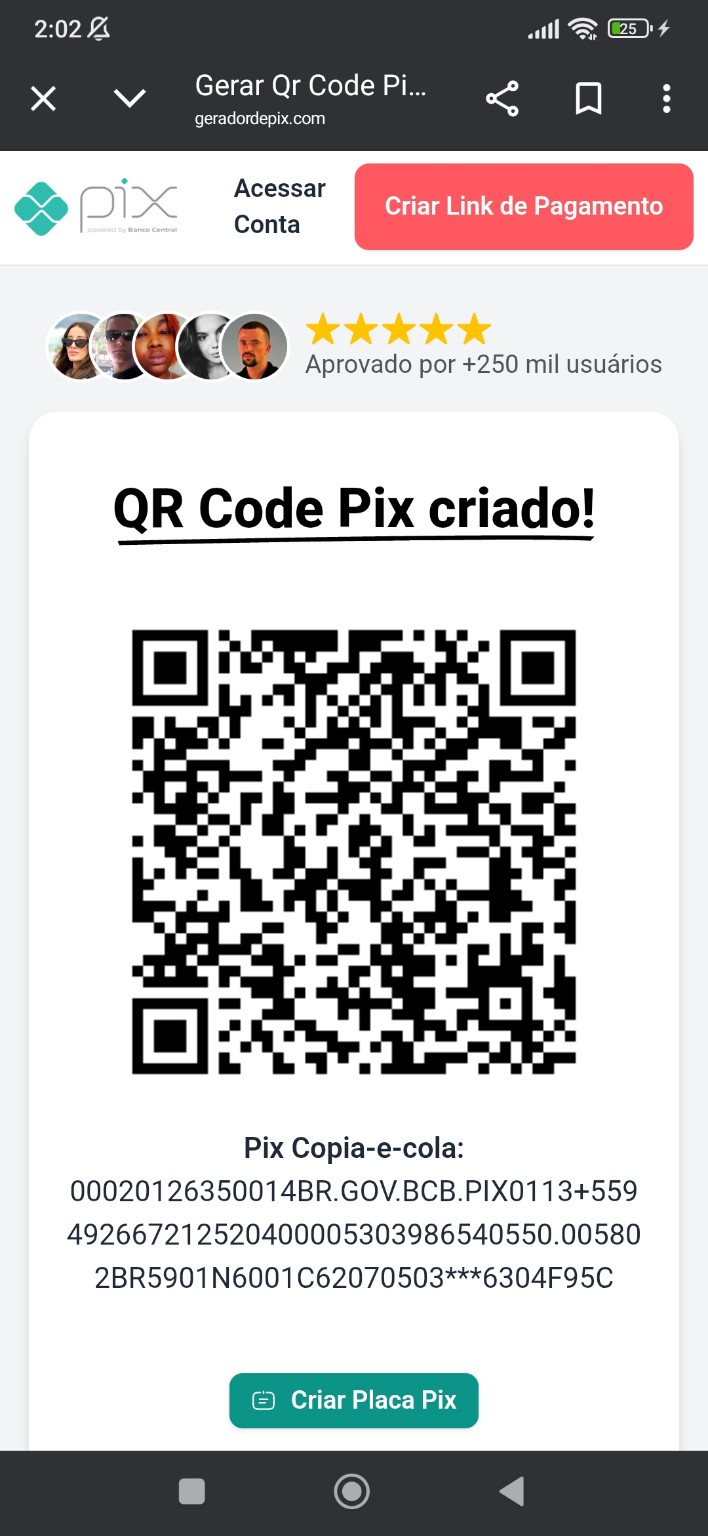 2:02
25
Gerar Qr Code Pi...
geradordepix.com
pix
powered by Banco Central
Acessar
Conta
Criar Link de Pagamento
Aprovado por +250 mil usuários
QR Code Pix criado!
Pix Copia-e-cola:
00020126350014BR.GOV.BCB.PIX0113+559
4926672125204000053039865405​50.00580
2BR5901N6001C62070503***6304F95C
Criar Placa Pix